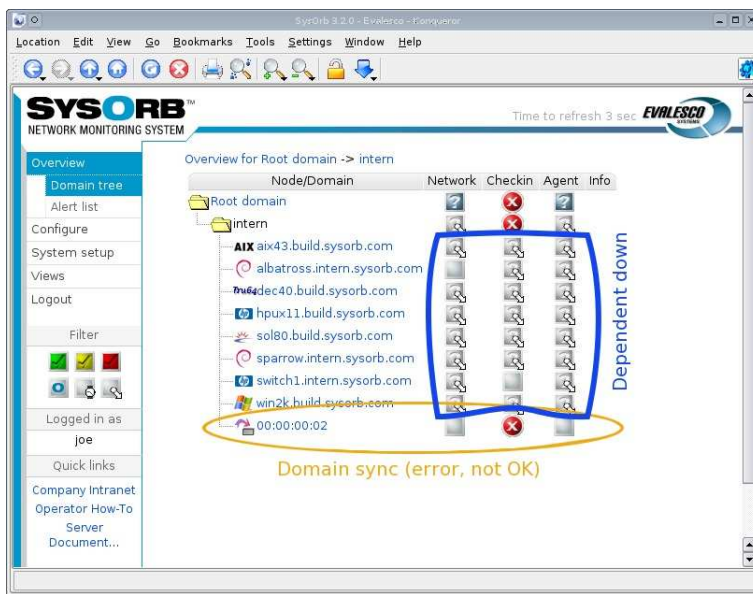 SysOrb 3.2.0 - Evalesco - Konqueror
Location Edit View Go Bookmarks Tools Settings Window Help
SYSORB™
NETWORK MONITORING SYSTEM
Time to refresh 3 sec
EVALESCO
SYSTEMS
Overview
Domain tree
Alert list
Configure
System setup
Views
Logout
Filter
Logged in as
joe
Quick links
Company Intranet
Operator How-To
Server
Document...
Overview for Root domain -> intern
Node/Domain Network Checkin Agent Info
Root domain
intern
AIX aix43.build.sysorb.com
albatross.intern.sysorb.com
Tru64 dec40.build.sysorb.com
hp hpux11.build.sysorb.com
sol80.build.sysorb.com
sparrow.intern.sysorb.com
hp switch1.intern.sysorb.com
win2k.build.sysorb.com
00:00:00:02
Dependent down
Domain sync (error, not OK)